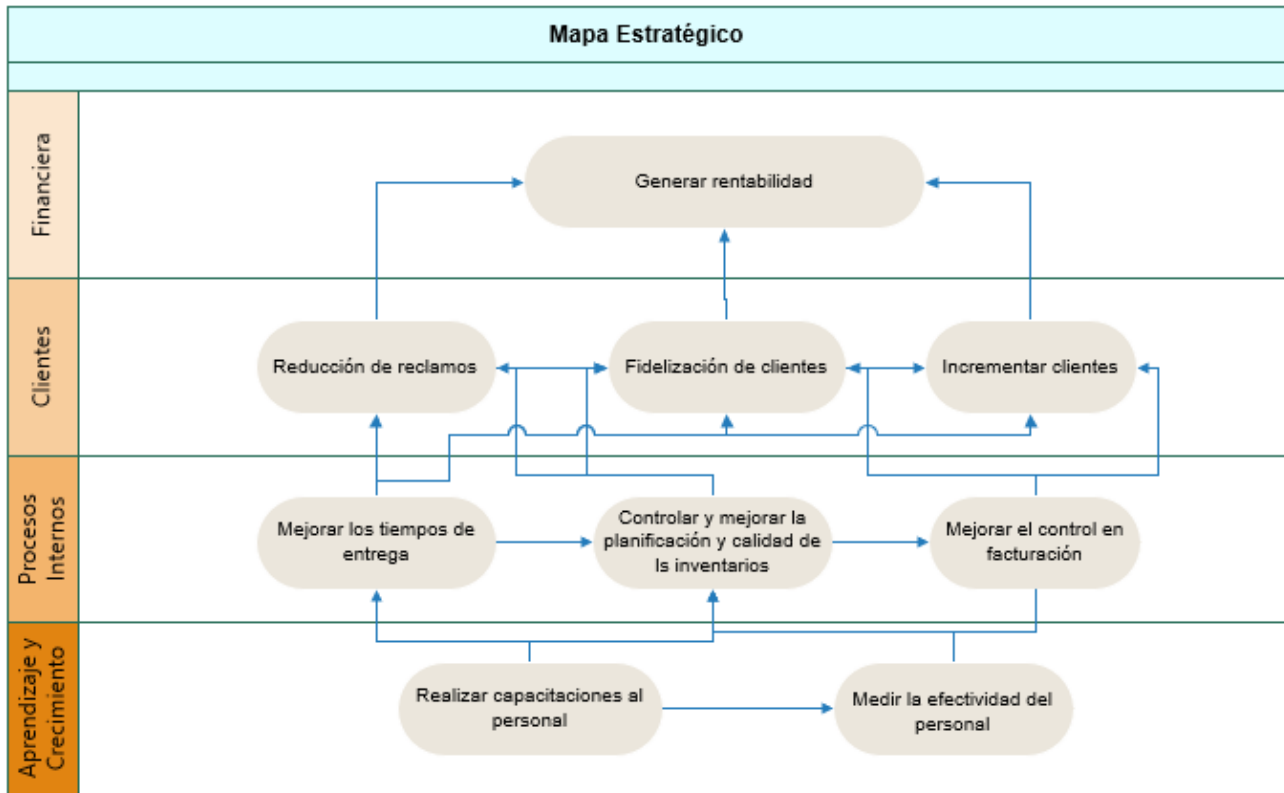 Mapa Estratégico
Financiera
Generar rentabilidad
Clientes
Reducción de reclamos
Fidelización de clientes
Incrementar clientes
Procesos
Internos
Mejorar los tiempos de
entrega
Controlar y mejorar la
planificación y calidad de
ls inventarios
Mejorar el control en
facturación
Aprendizaje y
Crecimiento
Realizar capacitaciones al
personal
Medir la efectividad del
personal